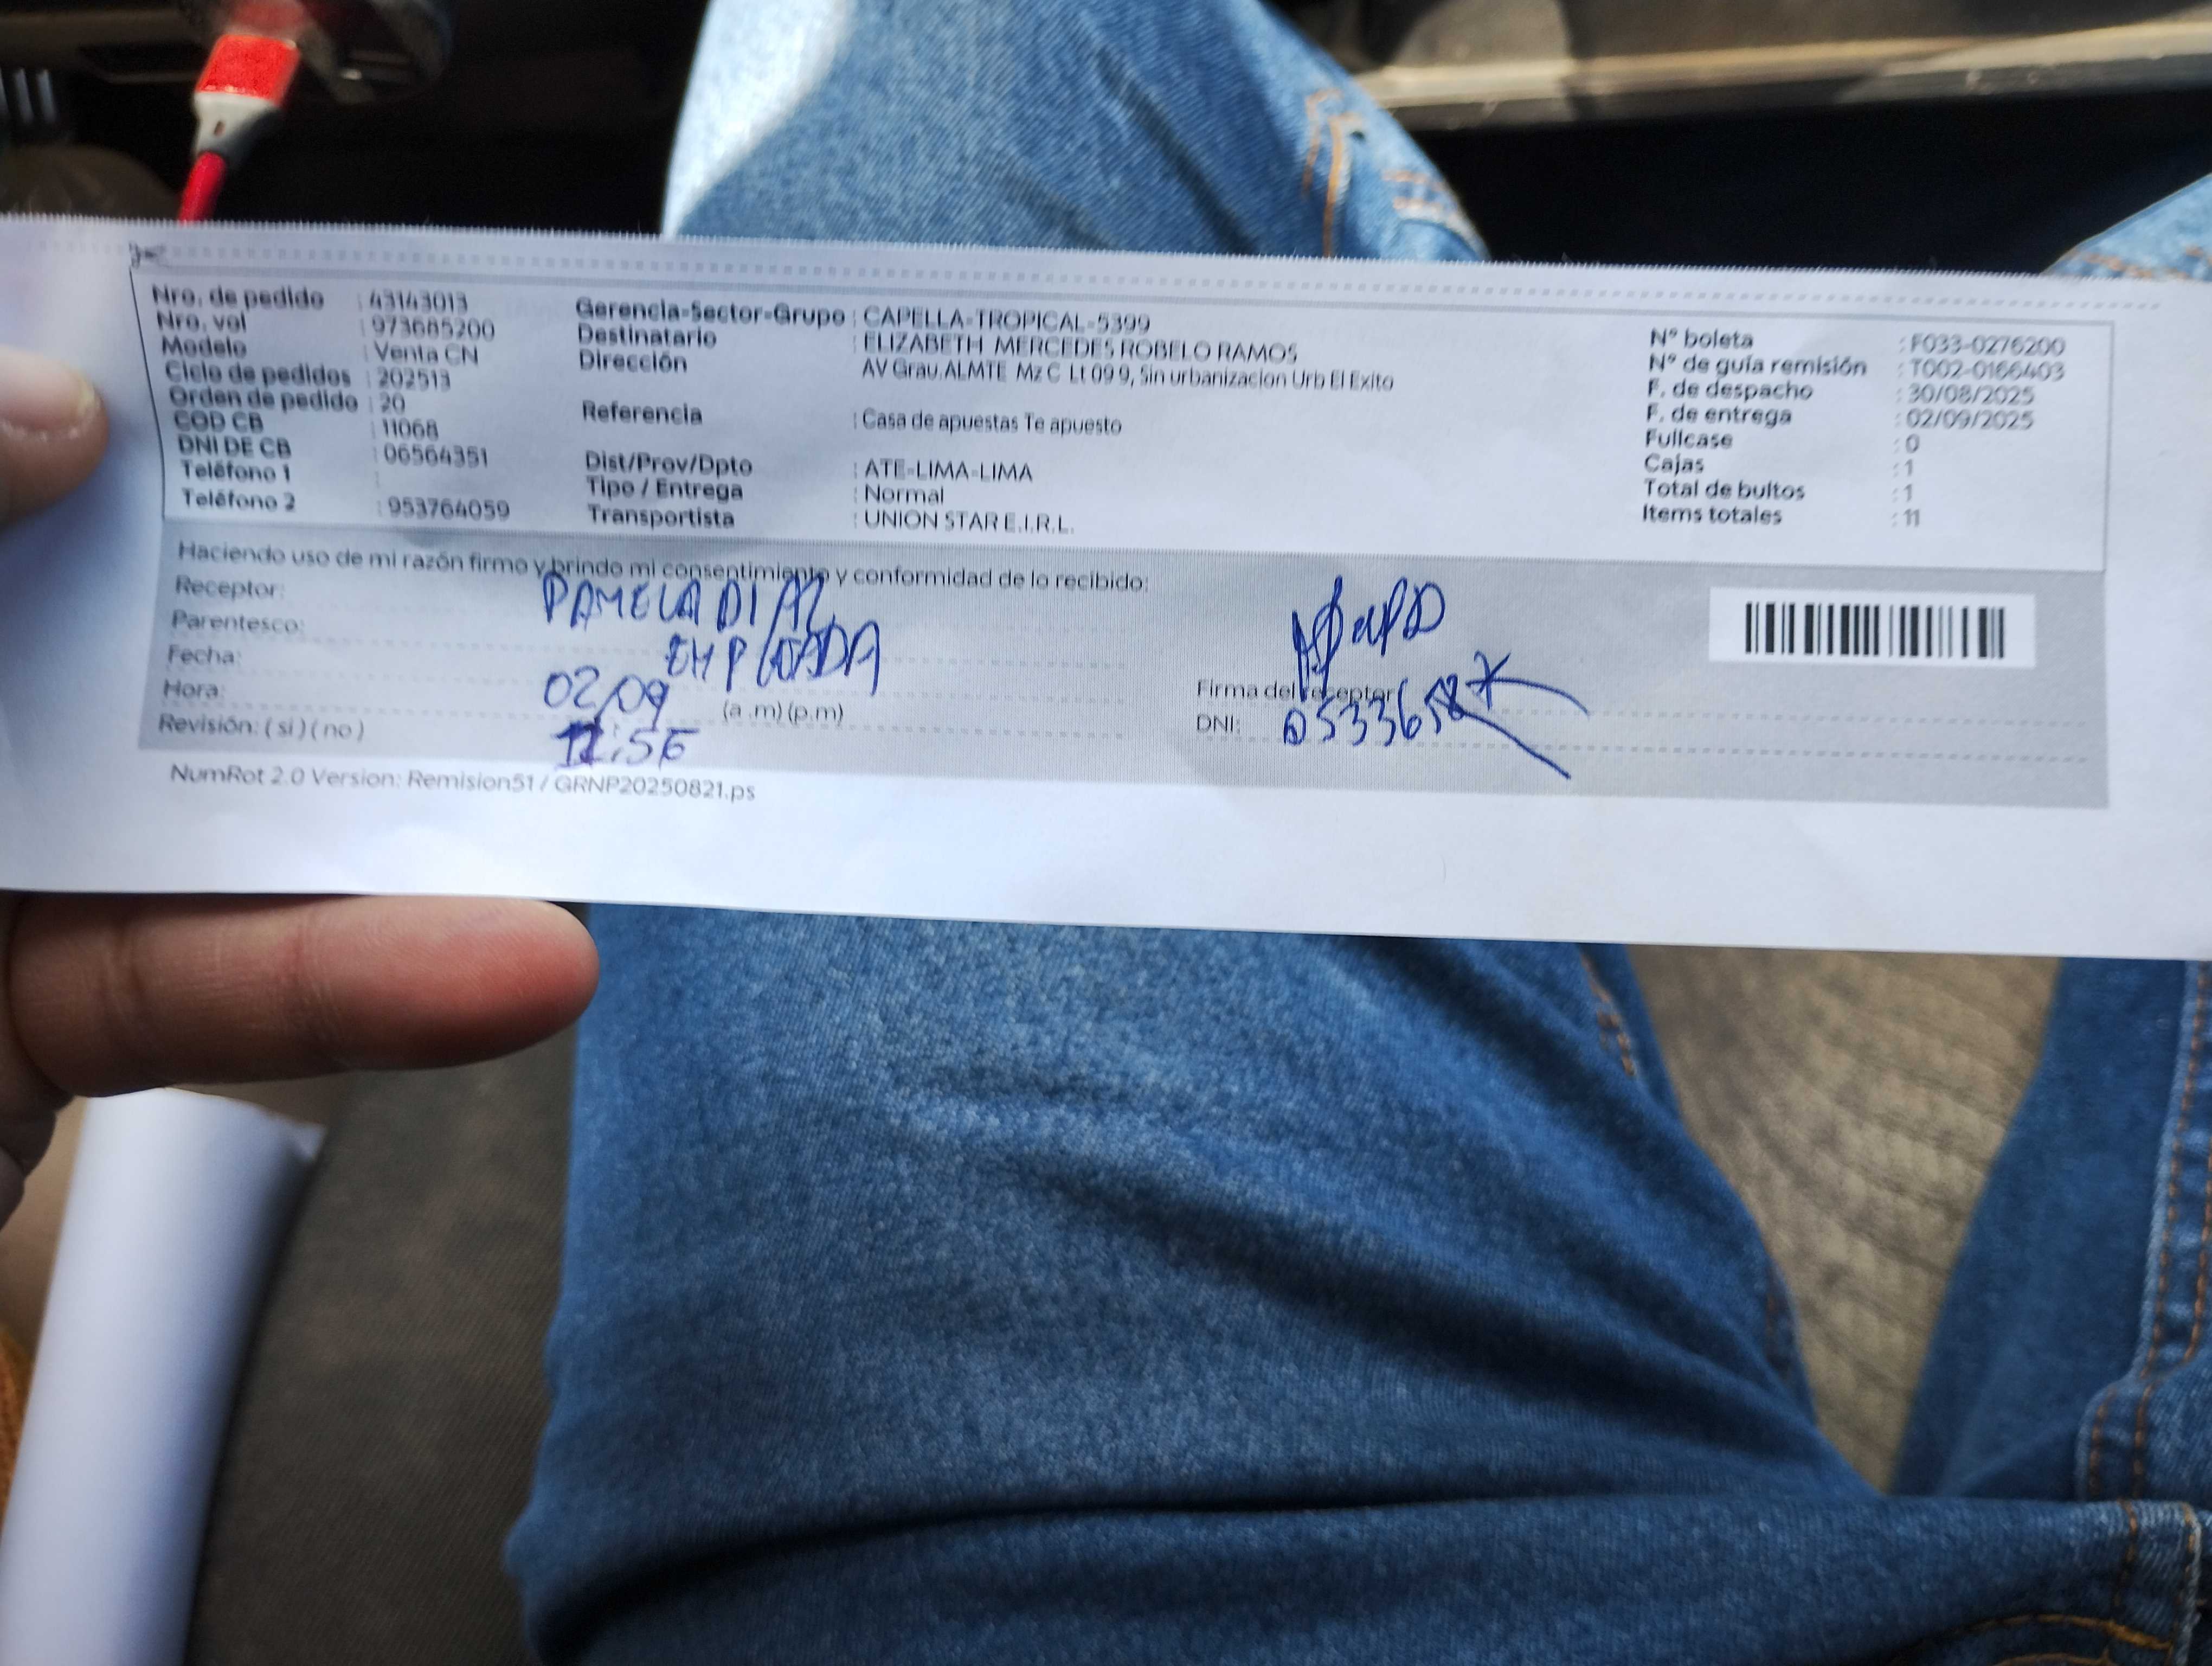 Nro. de pedido : 43143013
Nro. vol : 973685200
Modelo : Venta CN
Ciclo de pedidos : 202513
Orden de pedido : 20
COD CB : 11068
DNI DE CB : 06564351
Teléfono 1 :
Teléfono 2 : 953764059
Gerencia-Sector-Grupo : CAPELLA-TROPICAL-5399
Destinatario : ELIZABETH MERCEDES ROBELO RAMOS
Dirección AV Grau.ALMTE Mz C Lt 09 9, Sin urbanizacion Urb El Exito
Referencia : Casa de apuestas Te apuesto
Dist/Prov/Dpto : ATE-LIMA-LIMA
Tipo / Entrega : Normal
Transportista : UNION STAR E.I.R.L.
N° boleta : F033-0276200
N° de guía remisión : T002-0166403
F. de despacho : 30/08/2025
F. de entrega : 02/09/2025
Fullcase : 0
Cajas : 1
Total de bultos : 1
Items totales : 11
Haciendo uso de mi razón firmo y brindo mi consentimiento y conformidad de lo recibido:
Receptor: PAMELA DIAZ
Parentesco: EMPLEADA
Fecha: 02/09
Hora: :56 (a .m) (p.m)
Revisión: ( si ) ( no )
Firma del receptor
DNI:
NumRot 2.0 Version: Remision51 / GRNP20250821.ps